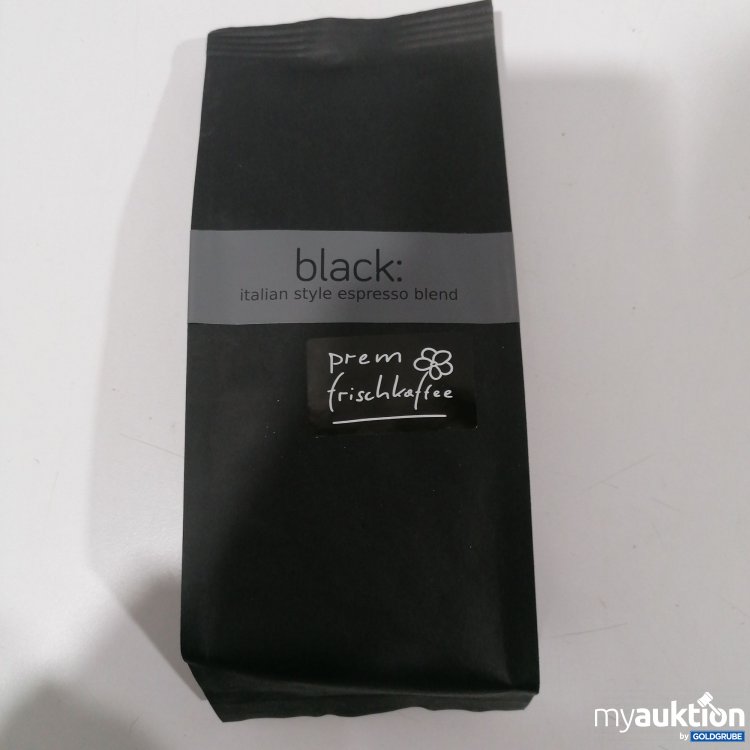 black:
italian style espresso blend
prem
frischkaffee
myauktion
by GOLDGRUBE